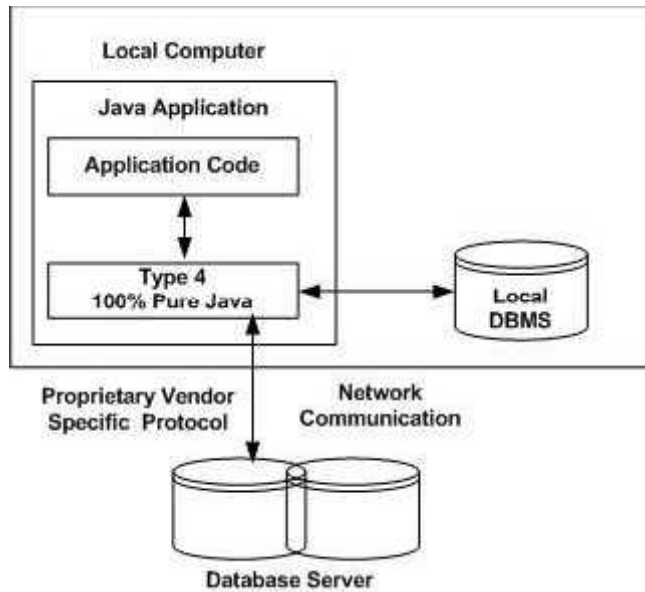 Local Computer
Java Application
Application Code
Type 4
100% Pure Java
Local
DBMS
Proprietary Vendor
Specific Protocol
Network
Communication
Database Server